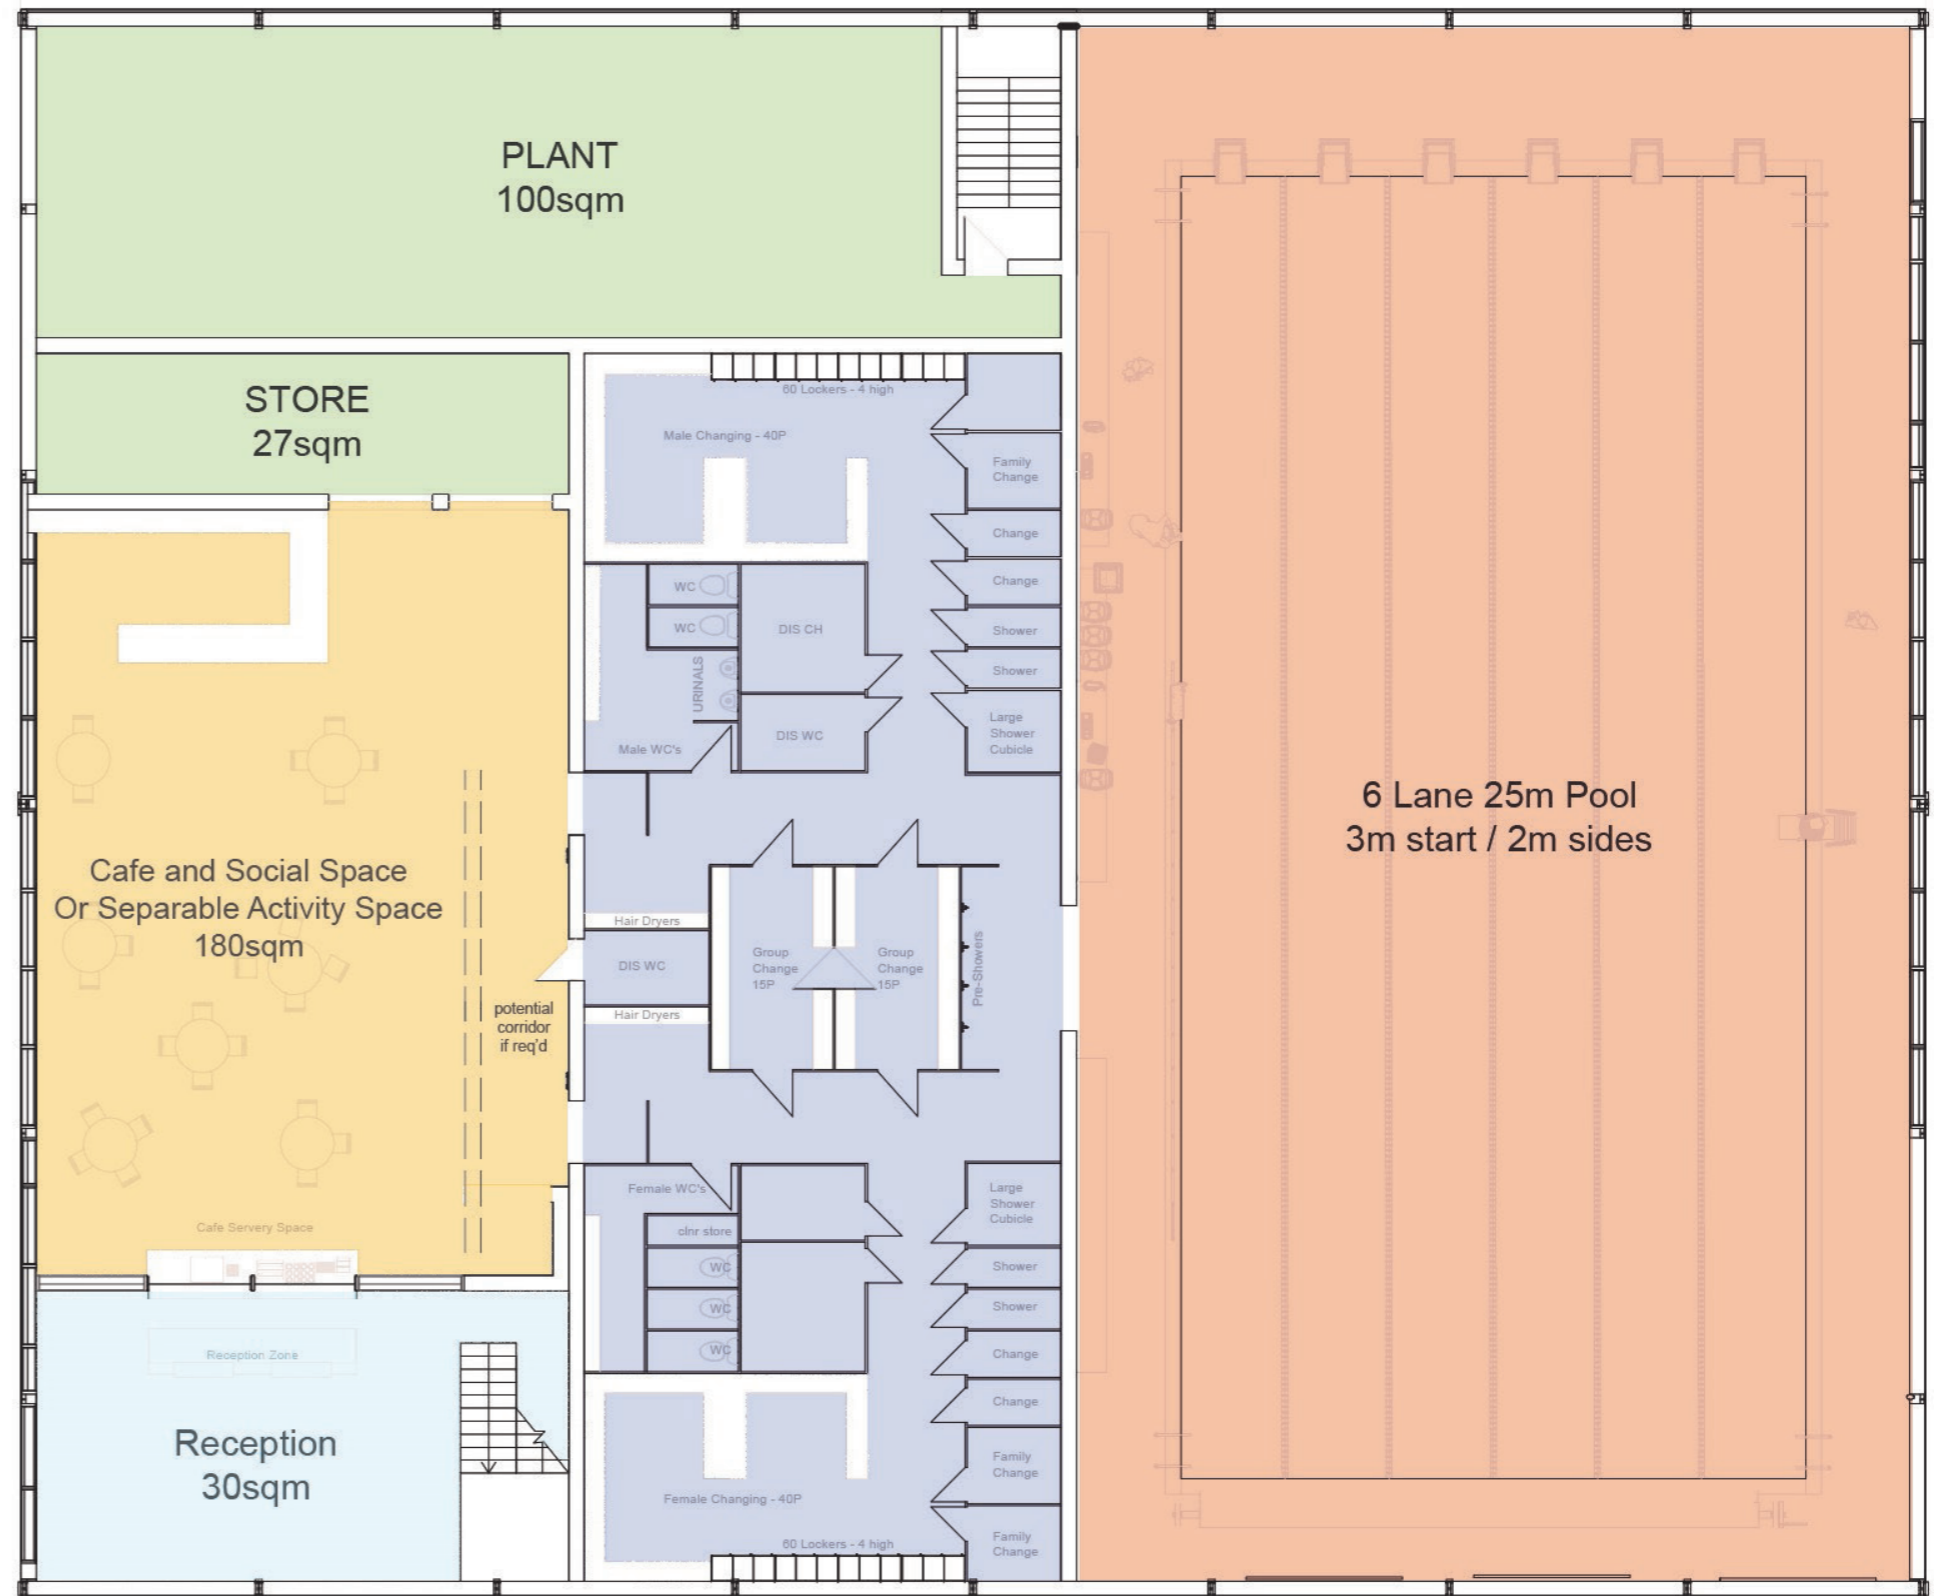 PLANT
100sqm
STORE
27sqm
60 Lockers - 4 high
Male Changing - 40P
Family
Change
Change
Change
Shower
Shower
Large
Shower
Cubicle
WC
WC
DIS CH
URINALS
DIS WC
Male WC's
6 Lane 25m Pool
3m start / 2m sides
Cafe and Social Space
Or Separable Activity Space
180sqm
potential
corridor
if req'd
Hair Dryers
DIS WC
Hair Dryers
Group
Change
15P
Group
Change
15P
Pre-Showers
Cafe Servery Space
Female WC's
clnr store
WC
WC
WC
Large
Shower
Cubicle
Shower
Shower
Change
Change
Family
Change
Family
Change
Reception Zone
Reception
30sqm
Female Changing - 40P
60 Lockers - 4 high